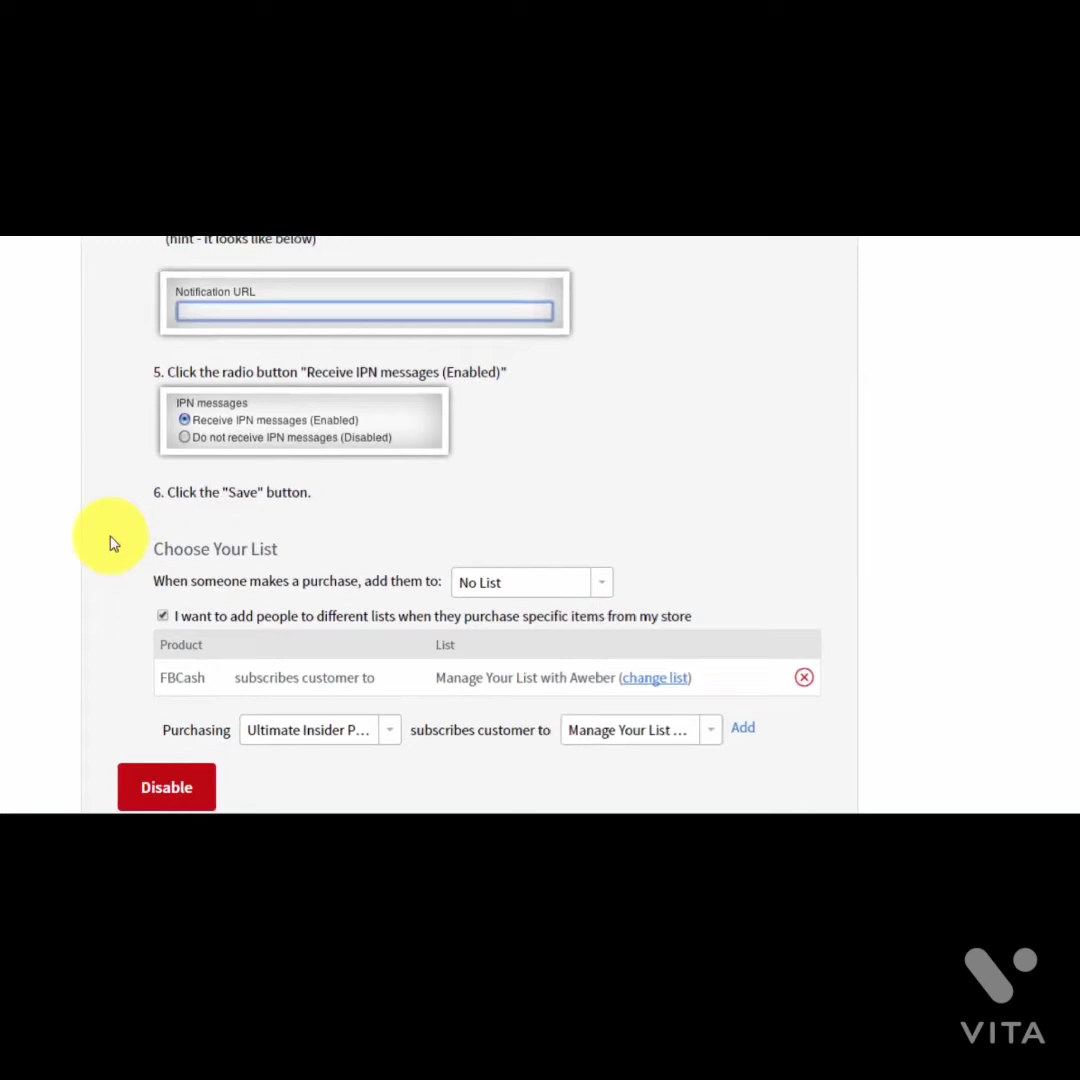 (hint - it looks like below)
Notification URL
5. Click the radio button "Receive IPN messages (Enabled)"
IPN messages
Receive IPN messages (Enabled)
Do not receive IPN messages (Disabled)
6. Click the "Save" button.
Choose Your List
When someone makes a purchase, add them to: No List
I want to add people to different lists when they purchase specific items from my store
Product List
FBCash subscribes customer to Manage Your List with Aweber (change list)
Purchasing Ultimate Insider P... subscribes customer to Manage Your List ... Add
Disable
VITA